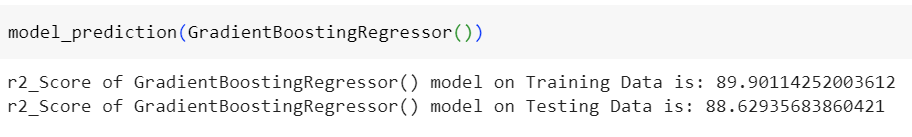 model_prediction(GradientBoostingRegressor())
r2_Score of GradientBoostingRegressor() model on Training Data is: 89.90114252003612
r2_Score of GradientBoostingRegressor() model on Testing Data is: 88.62935683860421